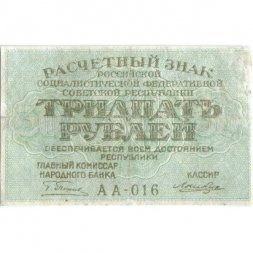 РАСЧЕТНЫЙ ЗНАК
РОССИЙСКОЙ
СОЦИАЛИСТИЧЕСКОЙ ФЕДЕРАТИВНОЙ
СОВЕТСКОЙ РЕСПУБЛИКИ
ТРИДЦАТЬ
РУБЛЕЙ
ОБЕСПЕЧИВАЕТСЯ ВСЕМ ДОСТОЯНИЕМ
РЕСПУБЛИКИ
ГЛАВНЫЙ КОМИССАР
НАРОДНОГО БАНКА
КАССИР
АА-016